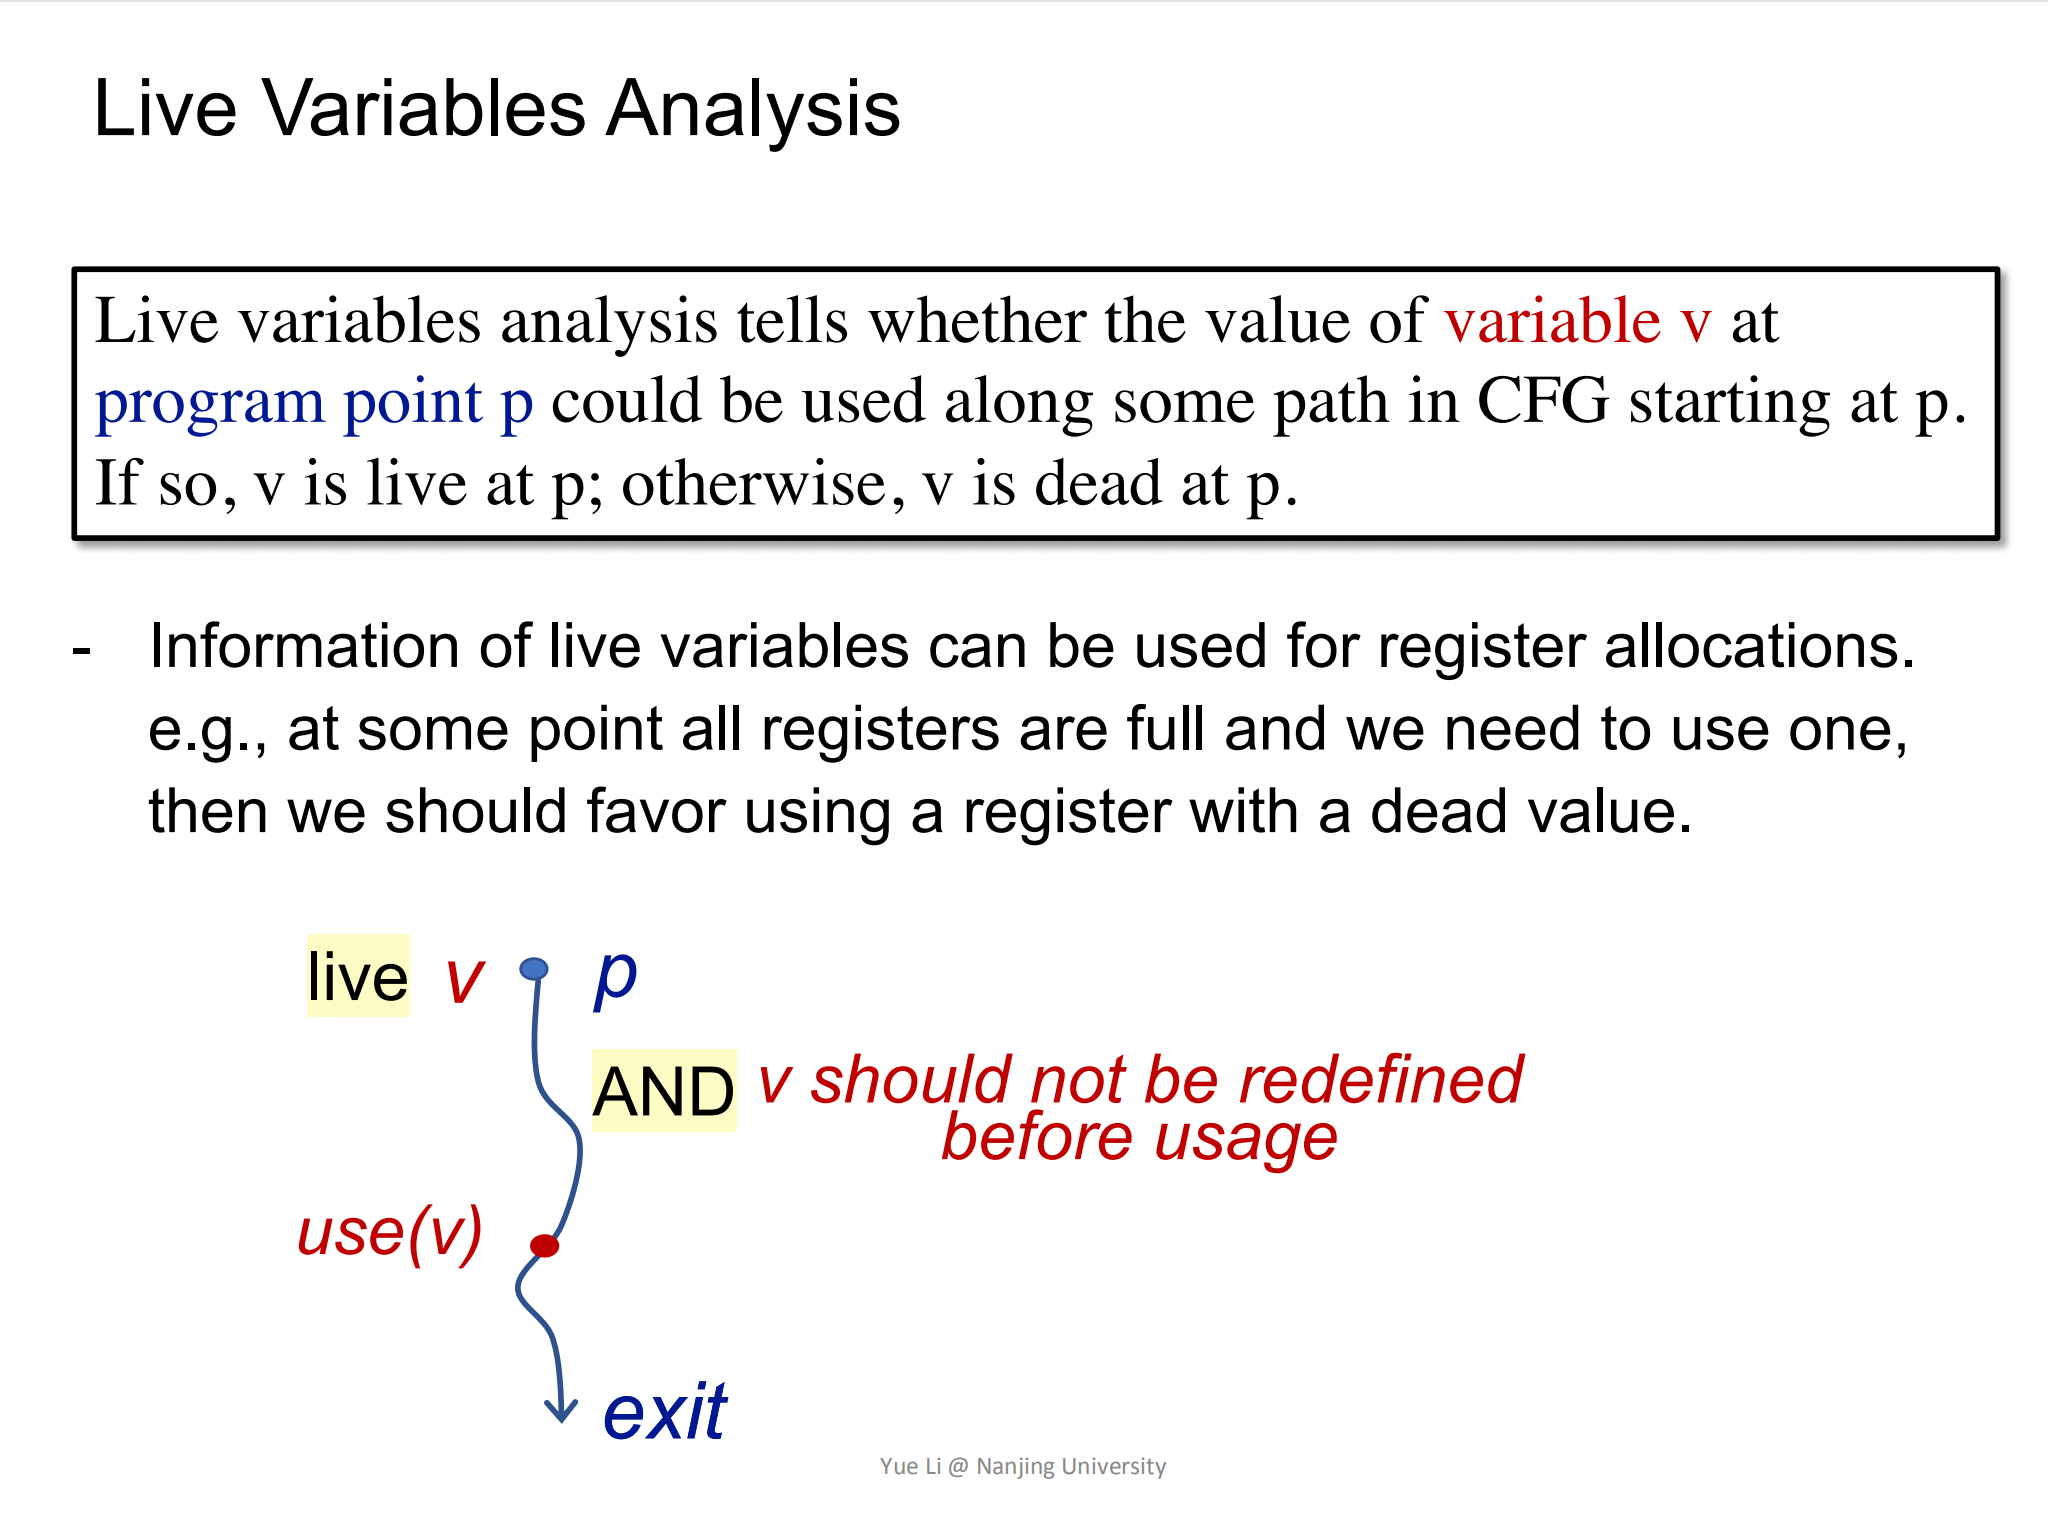 Live Variables Analysis
Live variables analysis tells whether the value of variable v at
program point p could be used along some path in CFG starting at p.
If so, v is live at p; otherwise, v is dead at p.
- Information of live variables can be used for register allocations.
e.g., at some point all registers are full and we need to use one,
then we should favor using a register with a dead value.
live v p
AND v should not be redefined
before usage
use(v)
exit
Yue Li @ Nanjing University